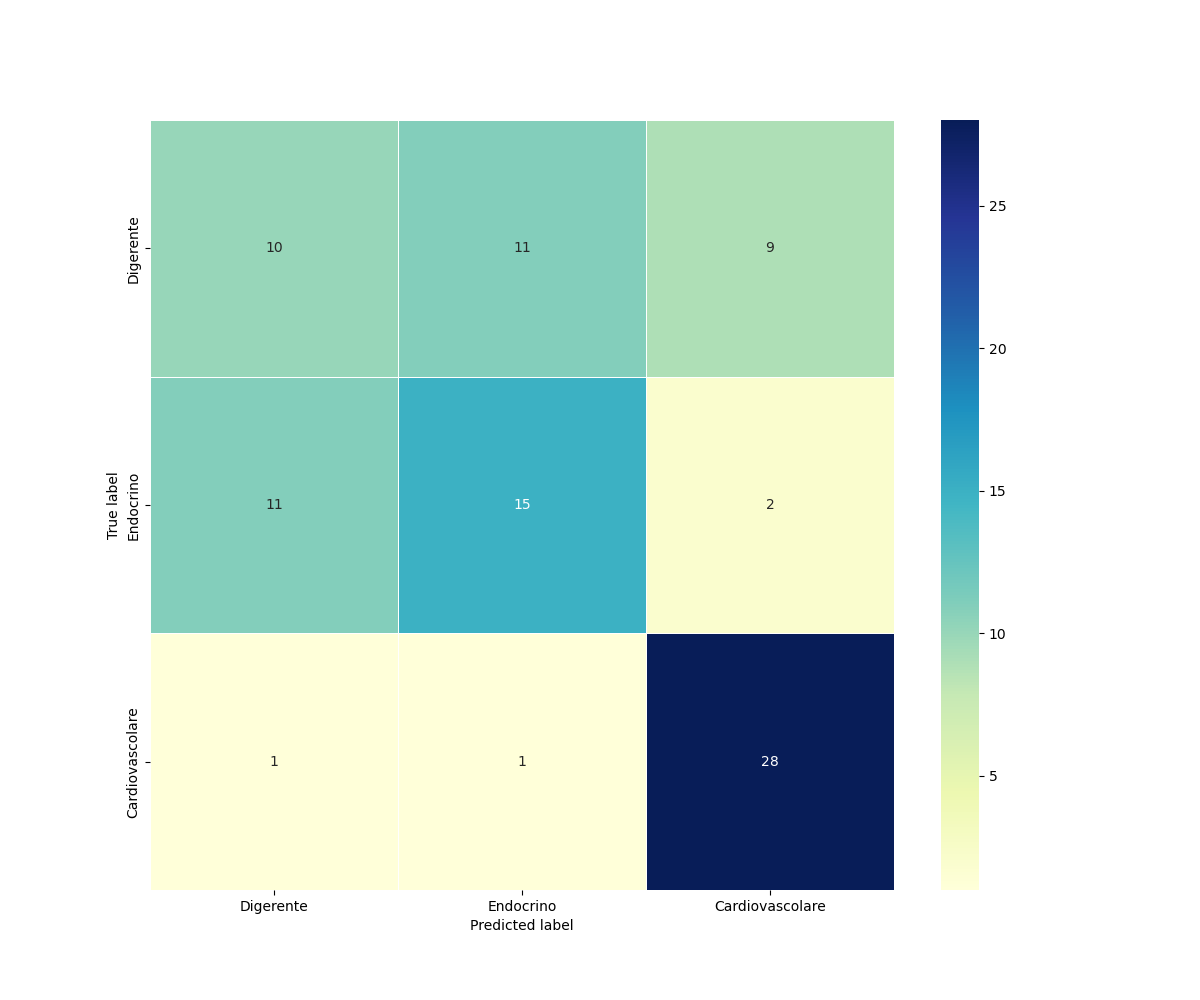 Digerente
10
11
9
True label
Endocrino
11
15
2
Cardiovascolare
1
1
28
Digerente
Endocrino
Cardiovascolare
Predicted label
25
20
15
10
5